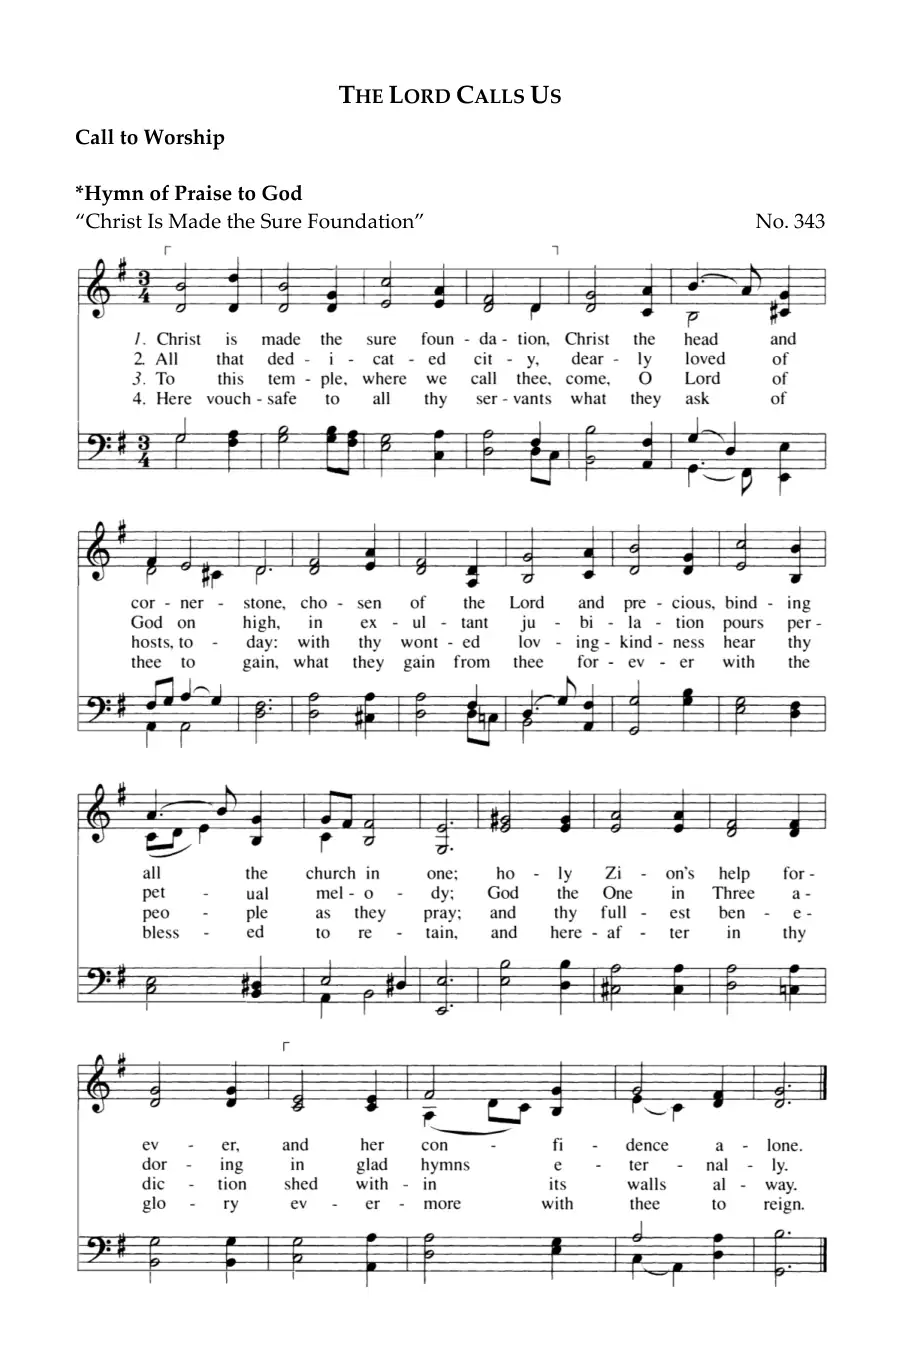 THE LORD CALLS US
Call to Worship
*Hymn of Praise to God
“Christ Is Made the Sure Foundation” No. 343
3
4
1. Christ is made the sure foun - da - tion, Christ the head and
2. All that ded - i - cat - ed cit - y, dear - ly loved of
3. To this tem - ple, where we call thee, come, O Lord of
4. Here vouch - safe to all thy ser - vants what they ask of
3
4
cor - ner - stone, cho - sen of the Lord and pre - cious, bind - ing
God on high, in ex - ul - tant ju - bi - la - tion pours per -
hosts, to - day: with thy wont - ed lov - ing - kind - ness hear thy
thee to gain, what they gain from thee for - ev - er with the
all the church in one; ho - ly Zi - on's help for -
pet - ual mel - o - dy; God the One in Three a -
peo - ple as they pray; and thy full - est ben - e -
bless - ed to re - tain, and here - af - ter in thy
ev - er, and her con - fi - dence a - lone.
dor - ing in glad hymns e - ter - nal - ly.
dic - tion shed with - in its walls al - way.
glo - ry ev - er - more with thee to reign.